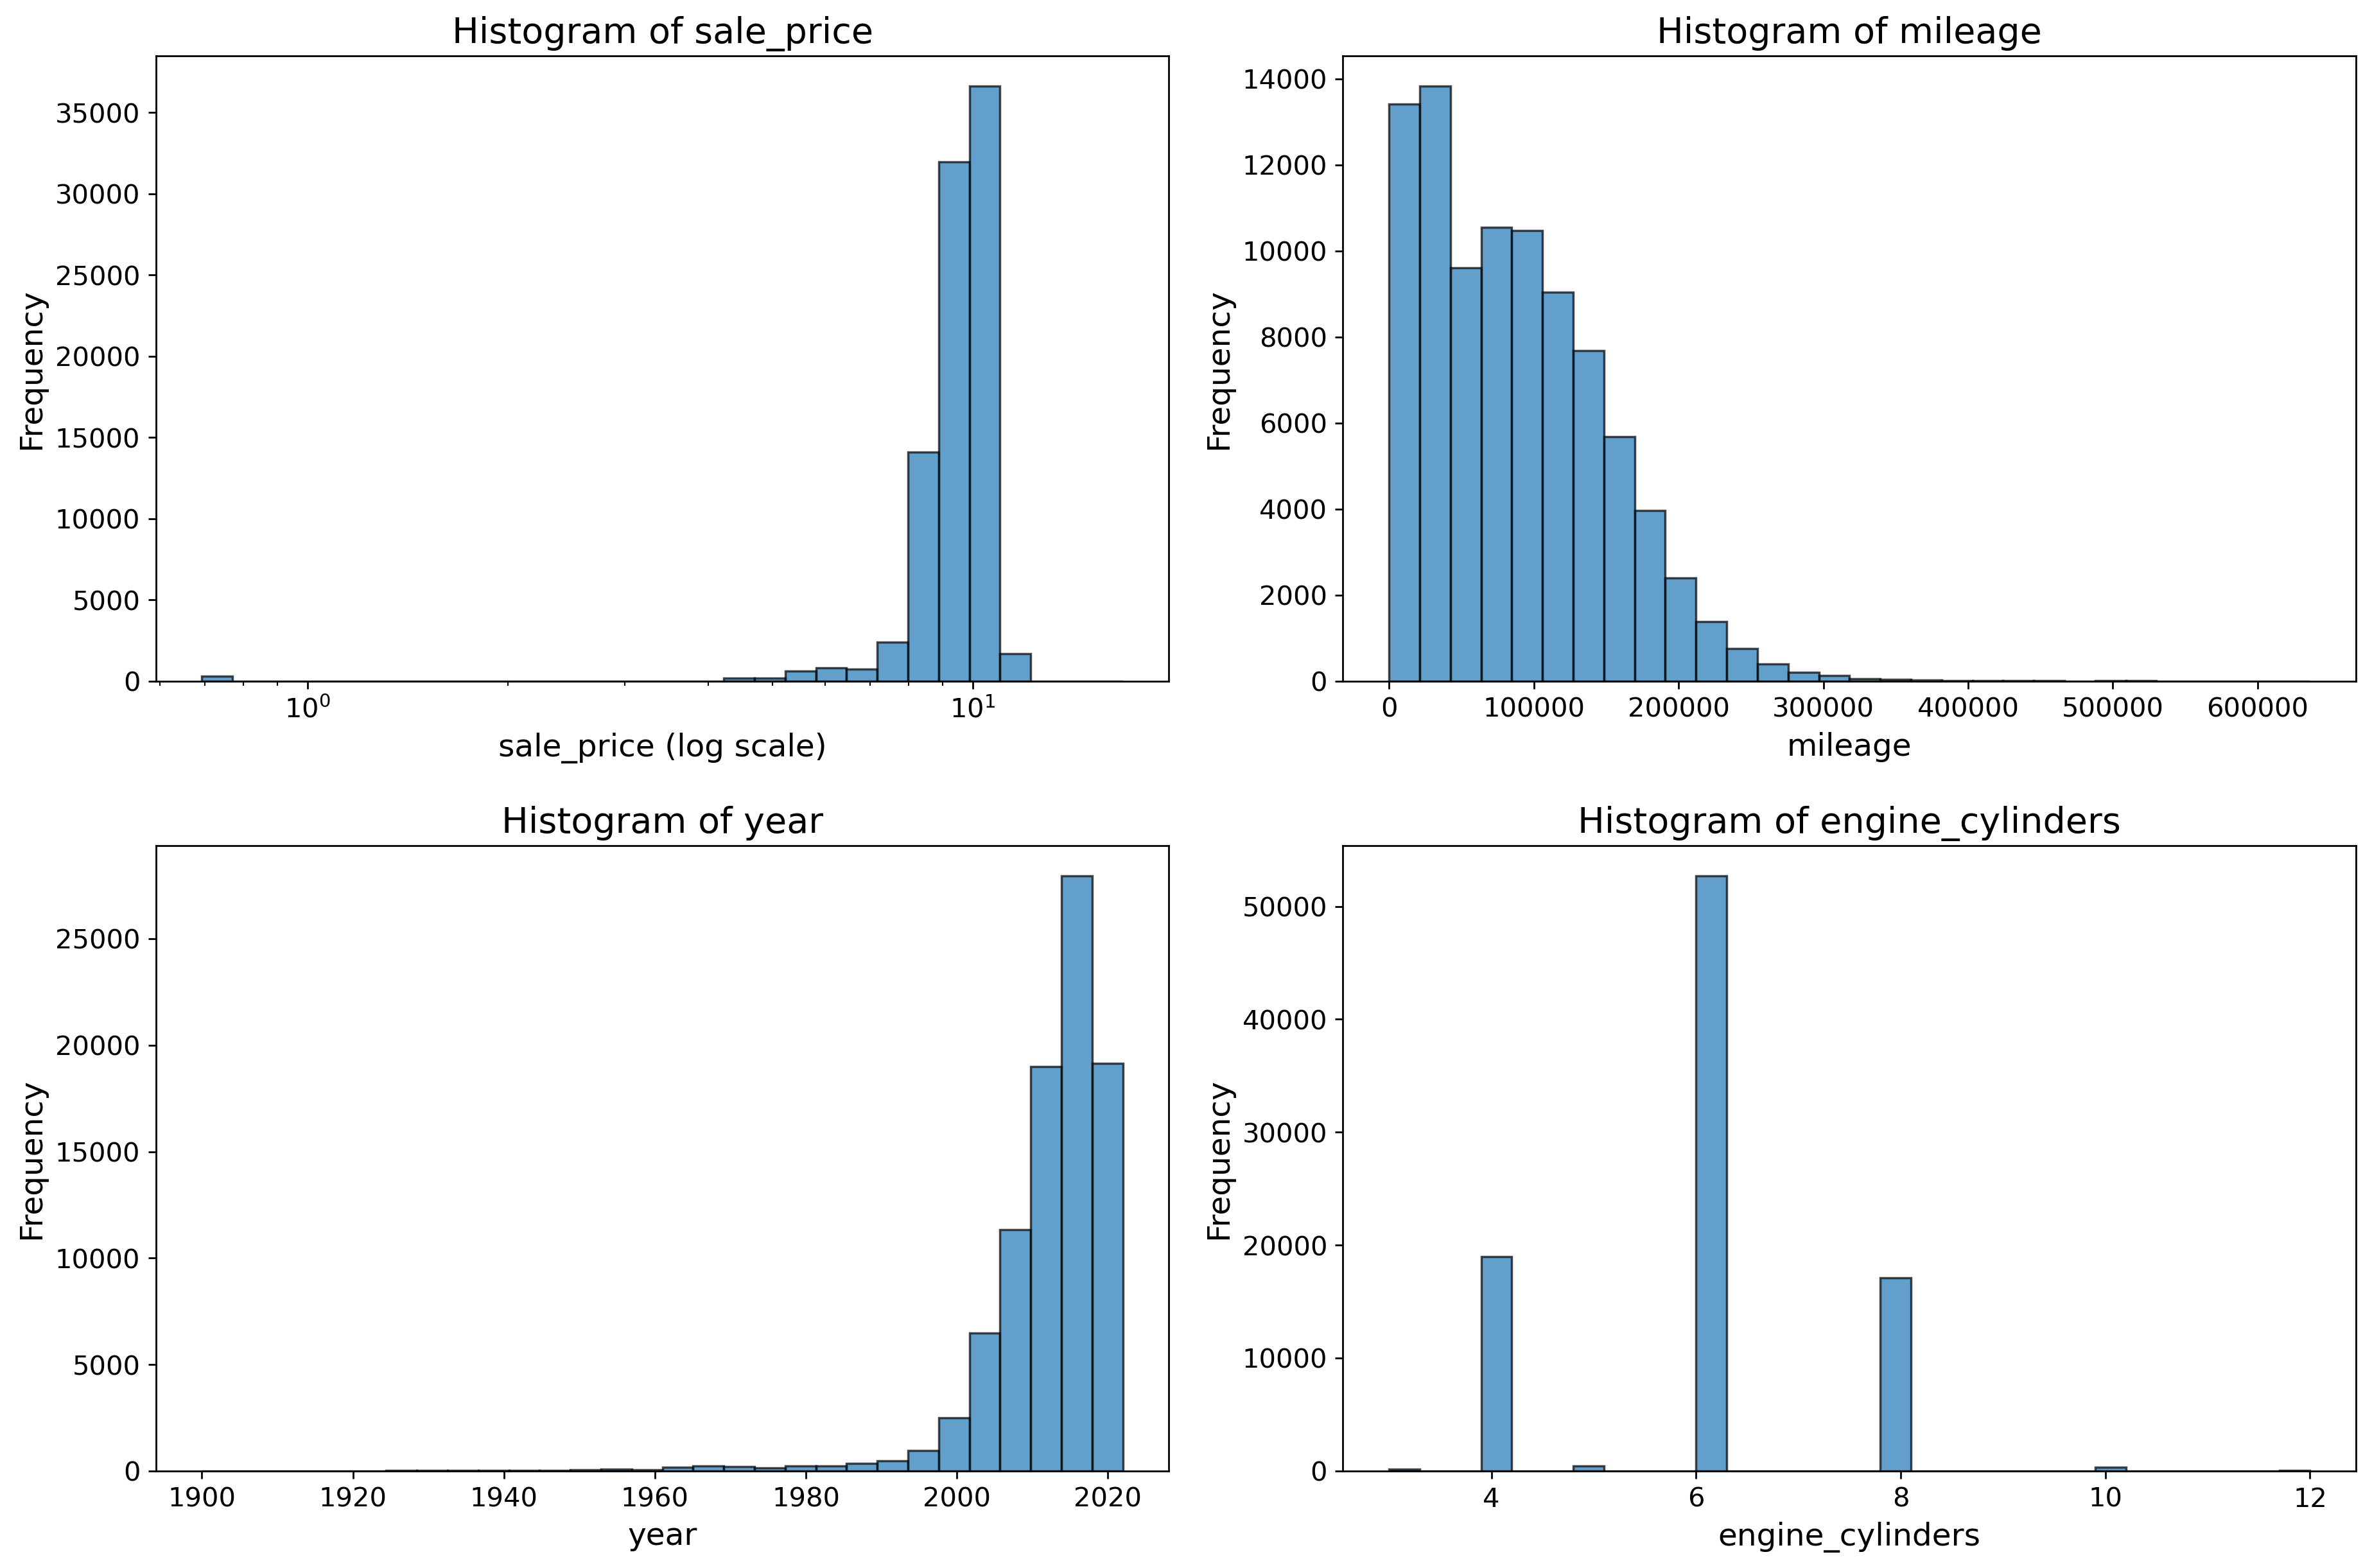 Histogram of sale_price
Frequency
35000
30000
25000
20000
15000
10000
5000
0
10⁰ 10¹
sale_price (log scale)
Histogram of mileage
Frequency
14000
12000
10000
8000
6000
4000
2000
0
0 100000 200000 300000 400000 500000 600000
mileage
Histogram of year
Frequency
25000
20000
15000
10000
5000
0
1900 1920 1940 1960 1980 2000 2020
year
Histogram of engine_cylinders
Frequency
50000
40000
30000
20000
10000
0
4 6 8 10 12
engine_cylinders